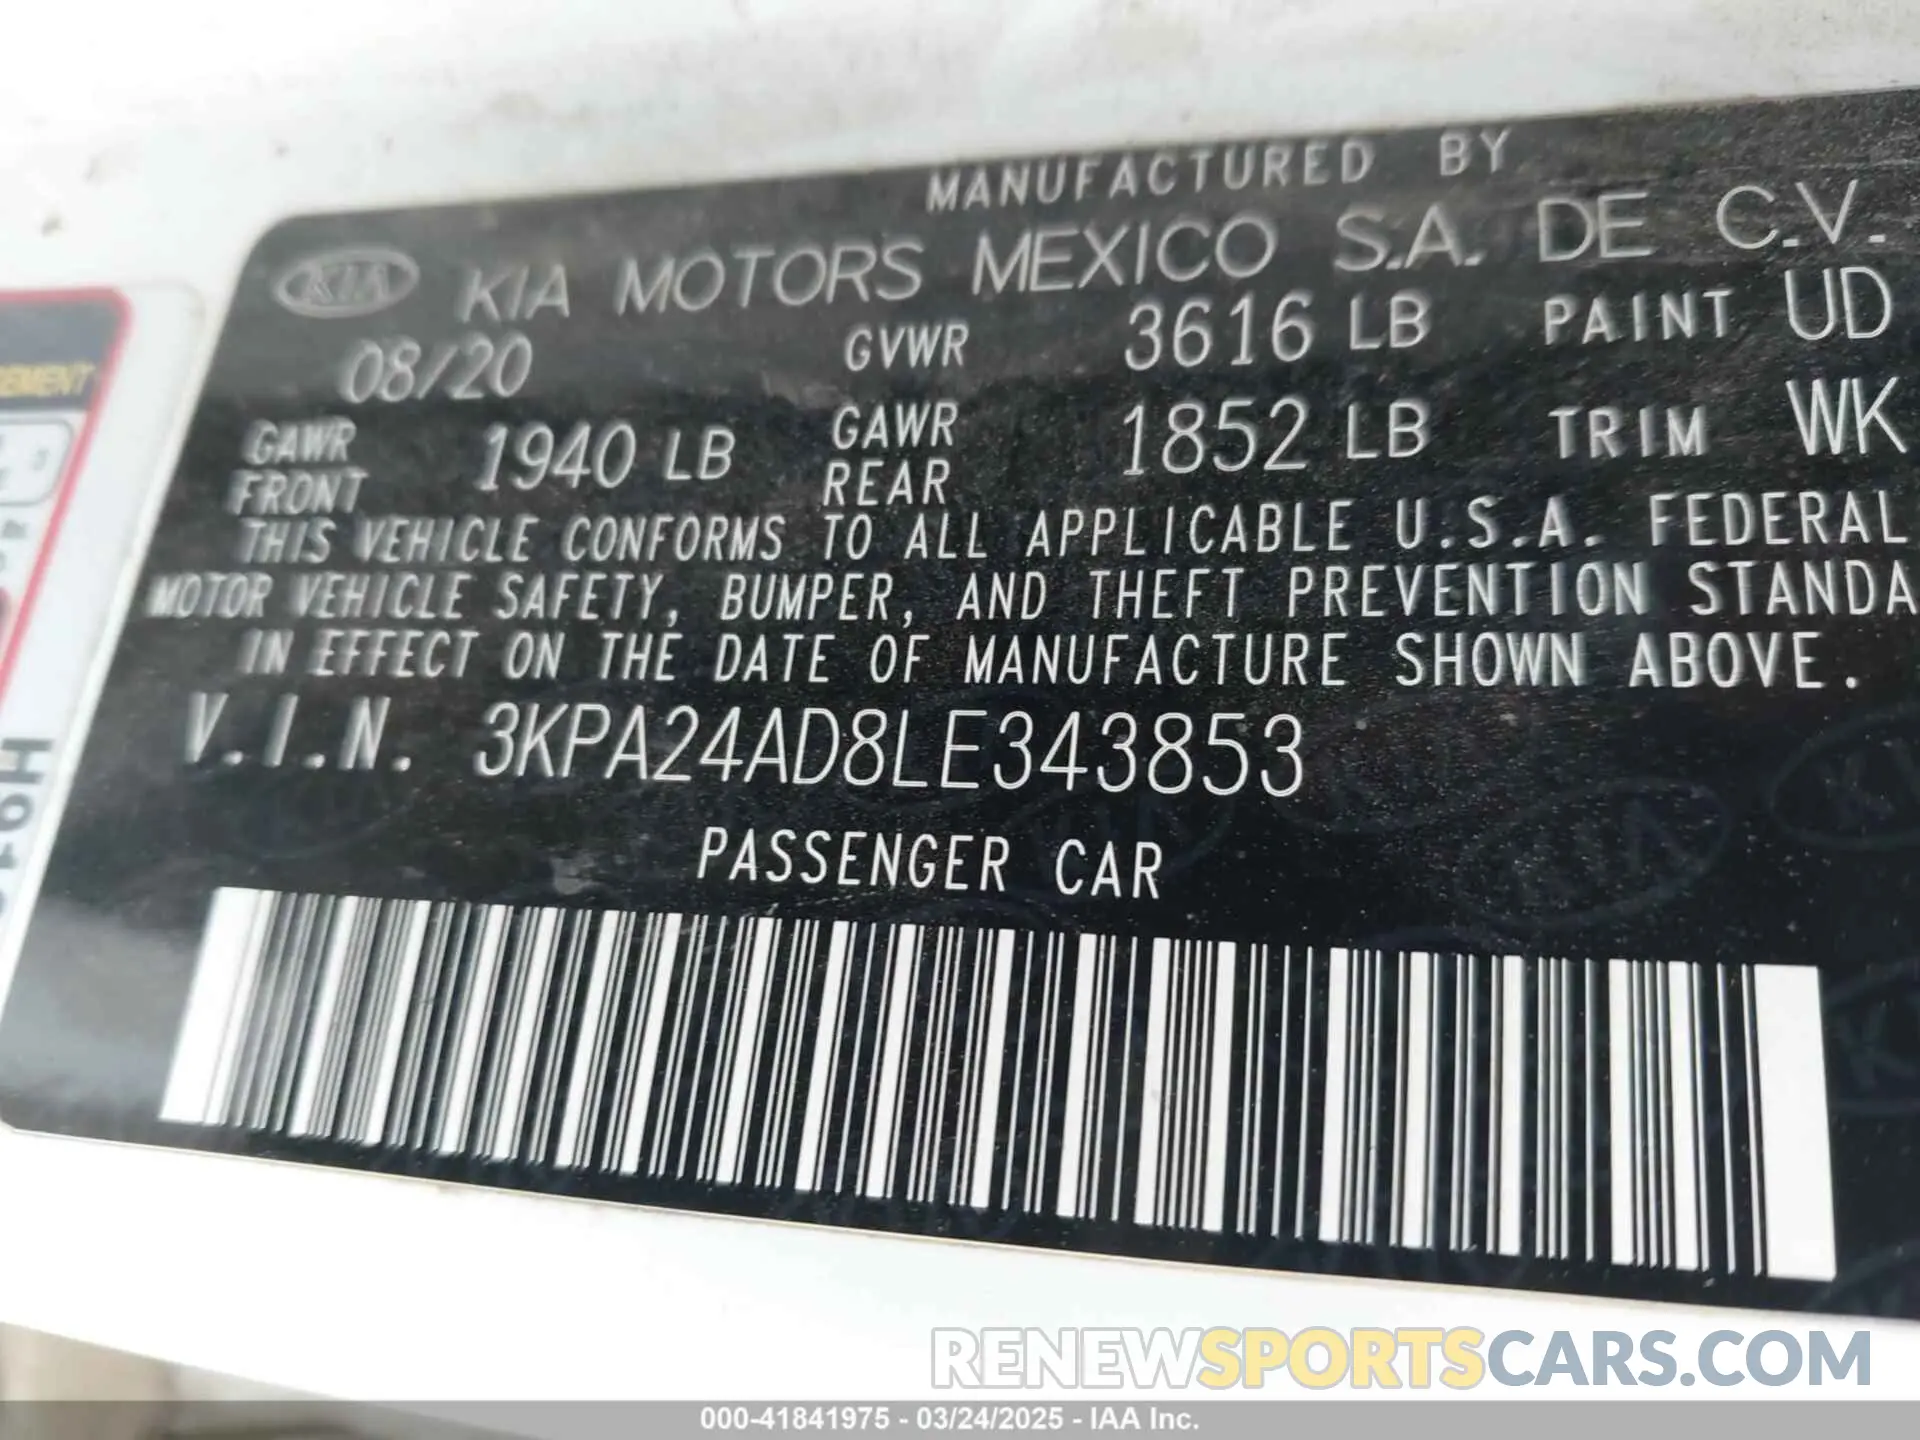 MANUFACTURED BY
KIA KIA MOTORS MEXICO S.A. DE C.V.
08/20 GVWR 3616 LB PAINT UD
GAWR FRONT 1940 LB GAWR REAR 1852 LB TRIM WK
THIS VEHICLE CONFORMS TO ALL APPLICABLE U.S.A. FEDERAL
MOTOR VEHICLE SAFETY, BUMPER, AND THEFT PREVENTION STANDA
IN EFFECT ON THE DATE OF MANUFACTURE SHOWN ABOVE.
V.I.N. 3KPA24AD8LE343853
PASSENGER CAR
RENEWSPORTSCARS.COM
000-41841975 - 03/24/2025 - IAA Inc.